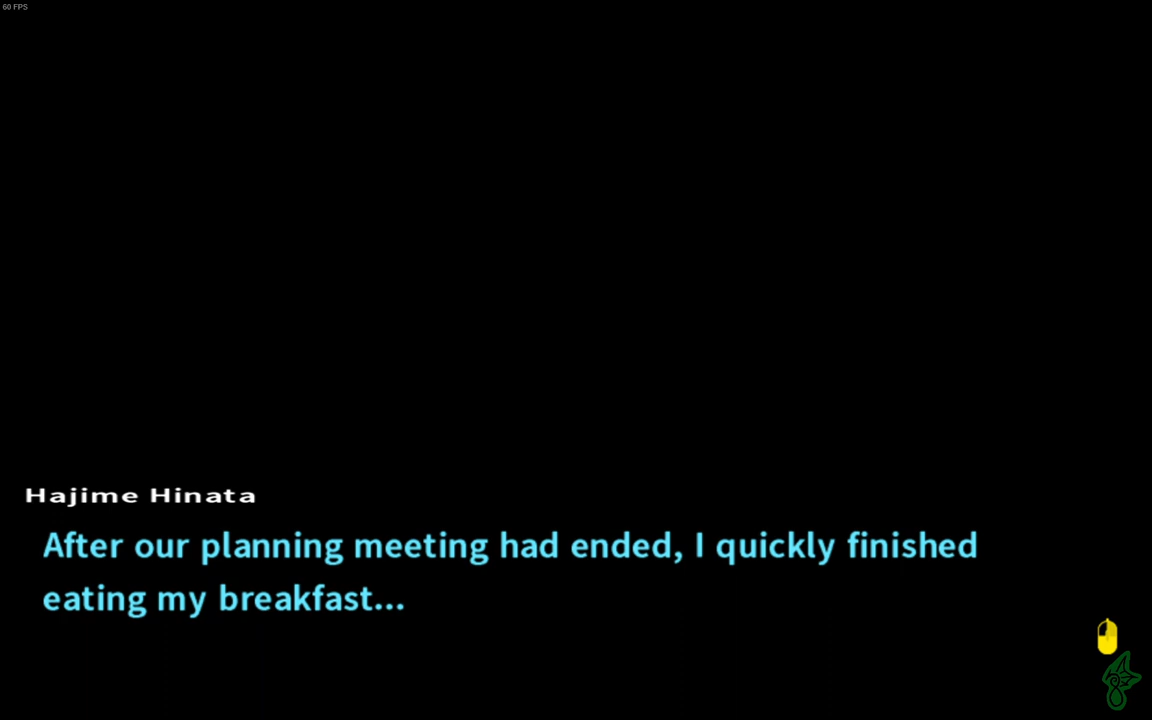 60 FPS
Hajime Hinata
After our planning meeting had ended, I quickly finished
eating my breakfast...